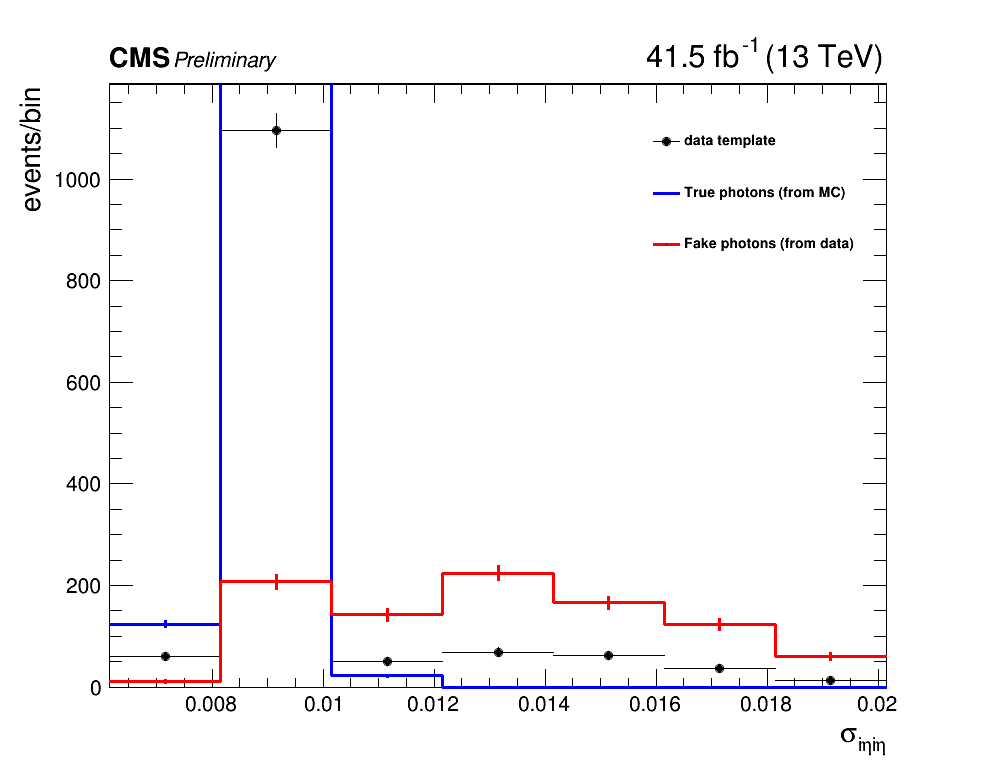 CMS Preliminary 41.5 fb⁻¹ (13 TeV)
events/bin
data template
True photons (from MC)
Fake photons (from data)
1000
800
600
400
200
0
0.008 0.01 0.012 0.014 0.016 0.018 0.02
σiηiη